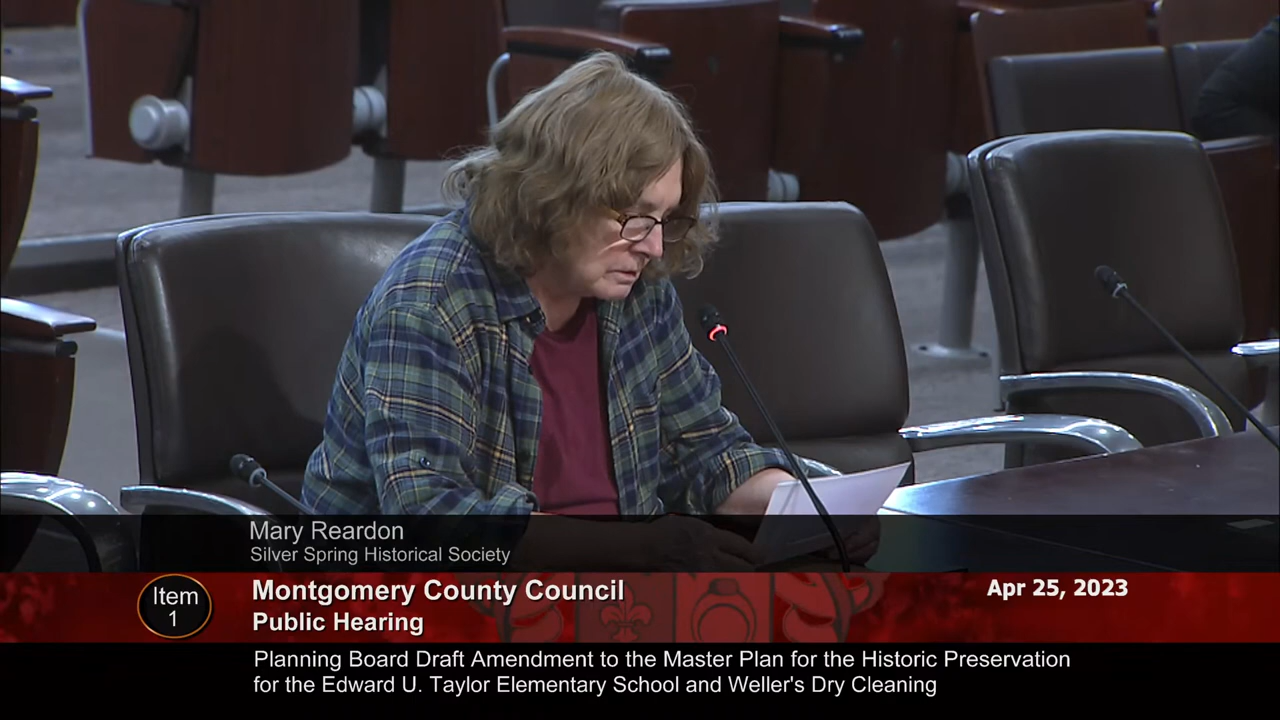 Mary Reardon
Silver Spring Historical Society
Item
1
Montgomery County Council
Public Hearing
Apr 25, 2023
Planning Board Draft Amendment to the Master Plan for the Historic Preservation
for the Edward U. Taylor Elementary School and Weller's Dry Cleaning